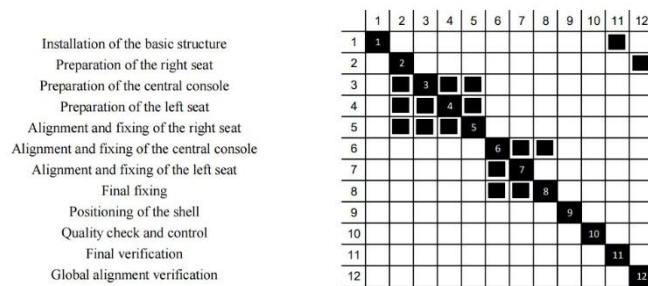 1 2 3 4 5 6 7 8 9 10 11 12
Installation of the basic structure 1 1
Preparation of the right seat 2 2
Preparation of the central console 3 3
Preparation of the left seat 4 4
Alignment and fixing of the right seat 5 5
Alignment and fixing of the central console 6 6
Alignment and fixing of the left seat 7 7
Final fixing 8 8
Positioning of the shell 9 9
Quality check and control 10 10
Final verification 11 11
Global alignment verification 12 12